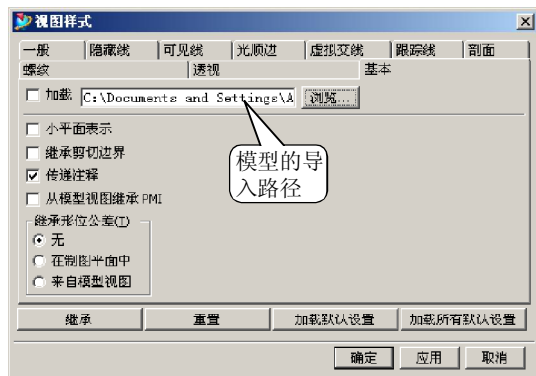 视图样式
一般 隐藏线 可见线 光顺边 虚拟交线 跟踪线 剖面
螺纹 透视 基本
加载 C:\Documents and Settings\A 浏览...
小平面表示
继承剪切边界
模型的导
入路径
传递注释
从模型视图继承 PMI
继承形位公差(T)
无
在制图平面中
来自模型视图
继承 重置 加载默认设置 加载所有默认设置
确定 应用 取消